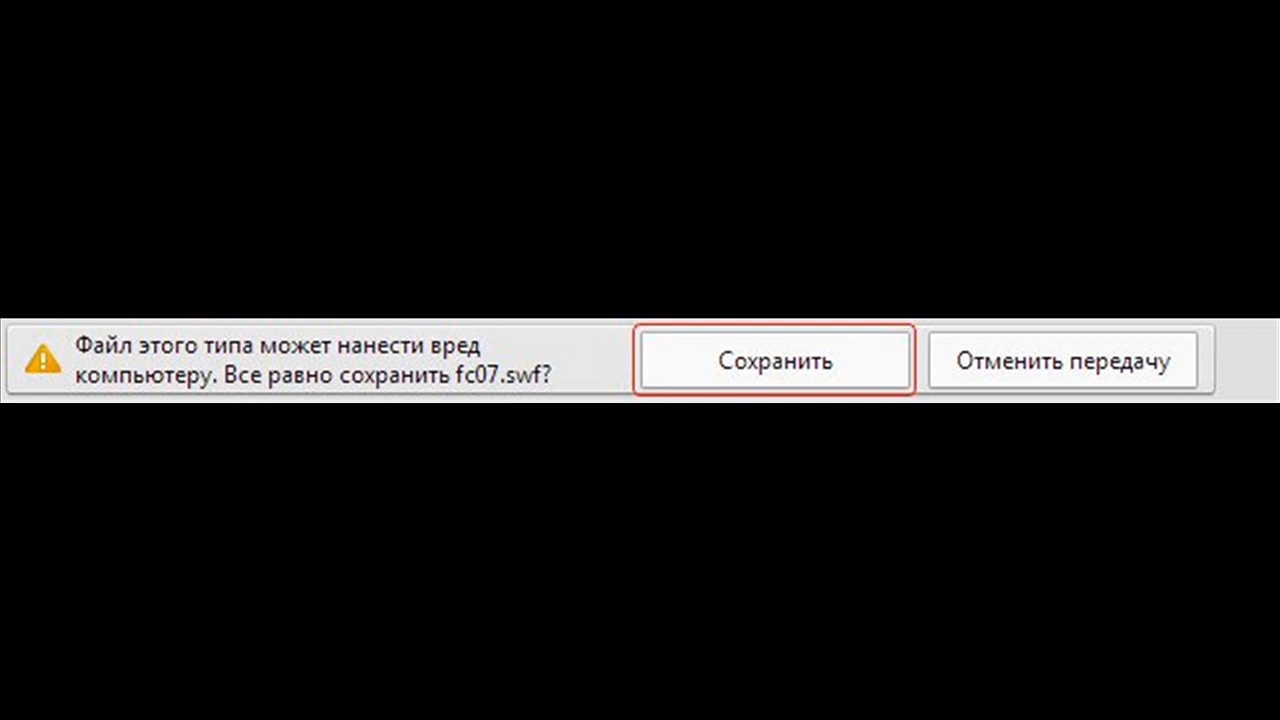 Файл этого типа может нанести вред
компьютеру. Все равно сохранить fc07.swf?
Сохранить
Отменить передачу